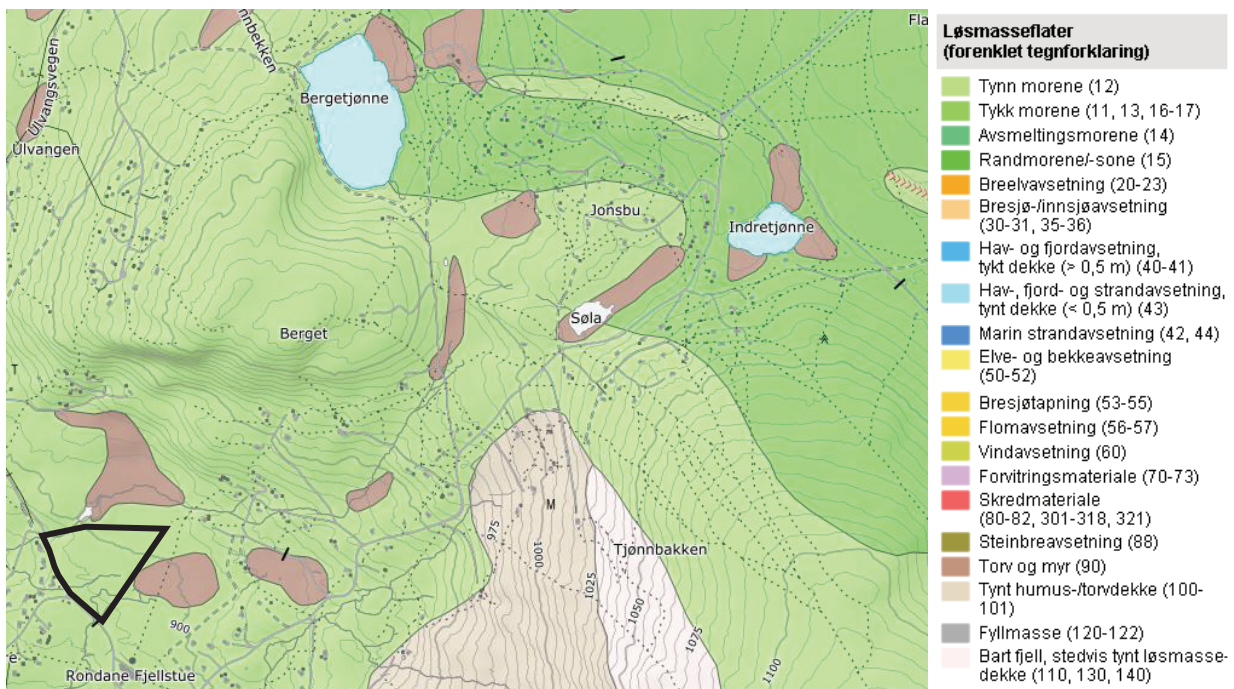 nnbekken
Fla
Ulvangsvegen
Bergetjønne
Ulvangen
Jonsbu
Indretjønne
Søla
Berget
T
M
975
1000
1025
1050
1075
1100
Tjønnbakken
900
e
Rondane Fjellstue
Løsmasseflater
(forenklet tegnforklaring)
Tynn morene (12)
Tykk morene (11, 13, 16-17)
Avsmeltingsmorene (14)
Randmorene/-sone (15)
Breelvavsetning (20-23)
Bresjø-/innsjøavsetning
(30-31, 35-36)
Hav- og fjordavsetning,
tykt dekke (> 0,5 m) (40-41)
Hav-, fjord- og strandavsetning,
tynt dekke (< 0,5 m) (43)
Marin strandavsetning (42, 44)
Elve- og bekkeavsetning
(50-52)
Bresjøtapning (53-55)
Flomavsetning (56-57)
Vindavsetning (60)
Forvitringsmateriale (70-73)
Skredmateriale
(80-82, 301-318, 321)
Steinbreavsetning (88)
Torv og myr (90)
Tynt humus-/torvdekke (100-
101)
Fyllmasse (120-122)
Bart fjell, stedvis tynt løsmasse-
dekke (110, 130, 140)